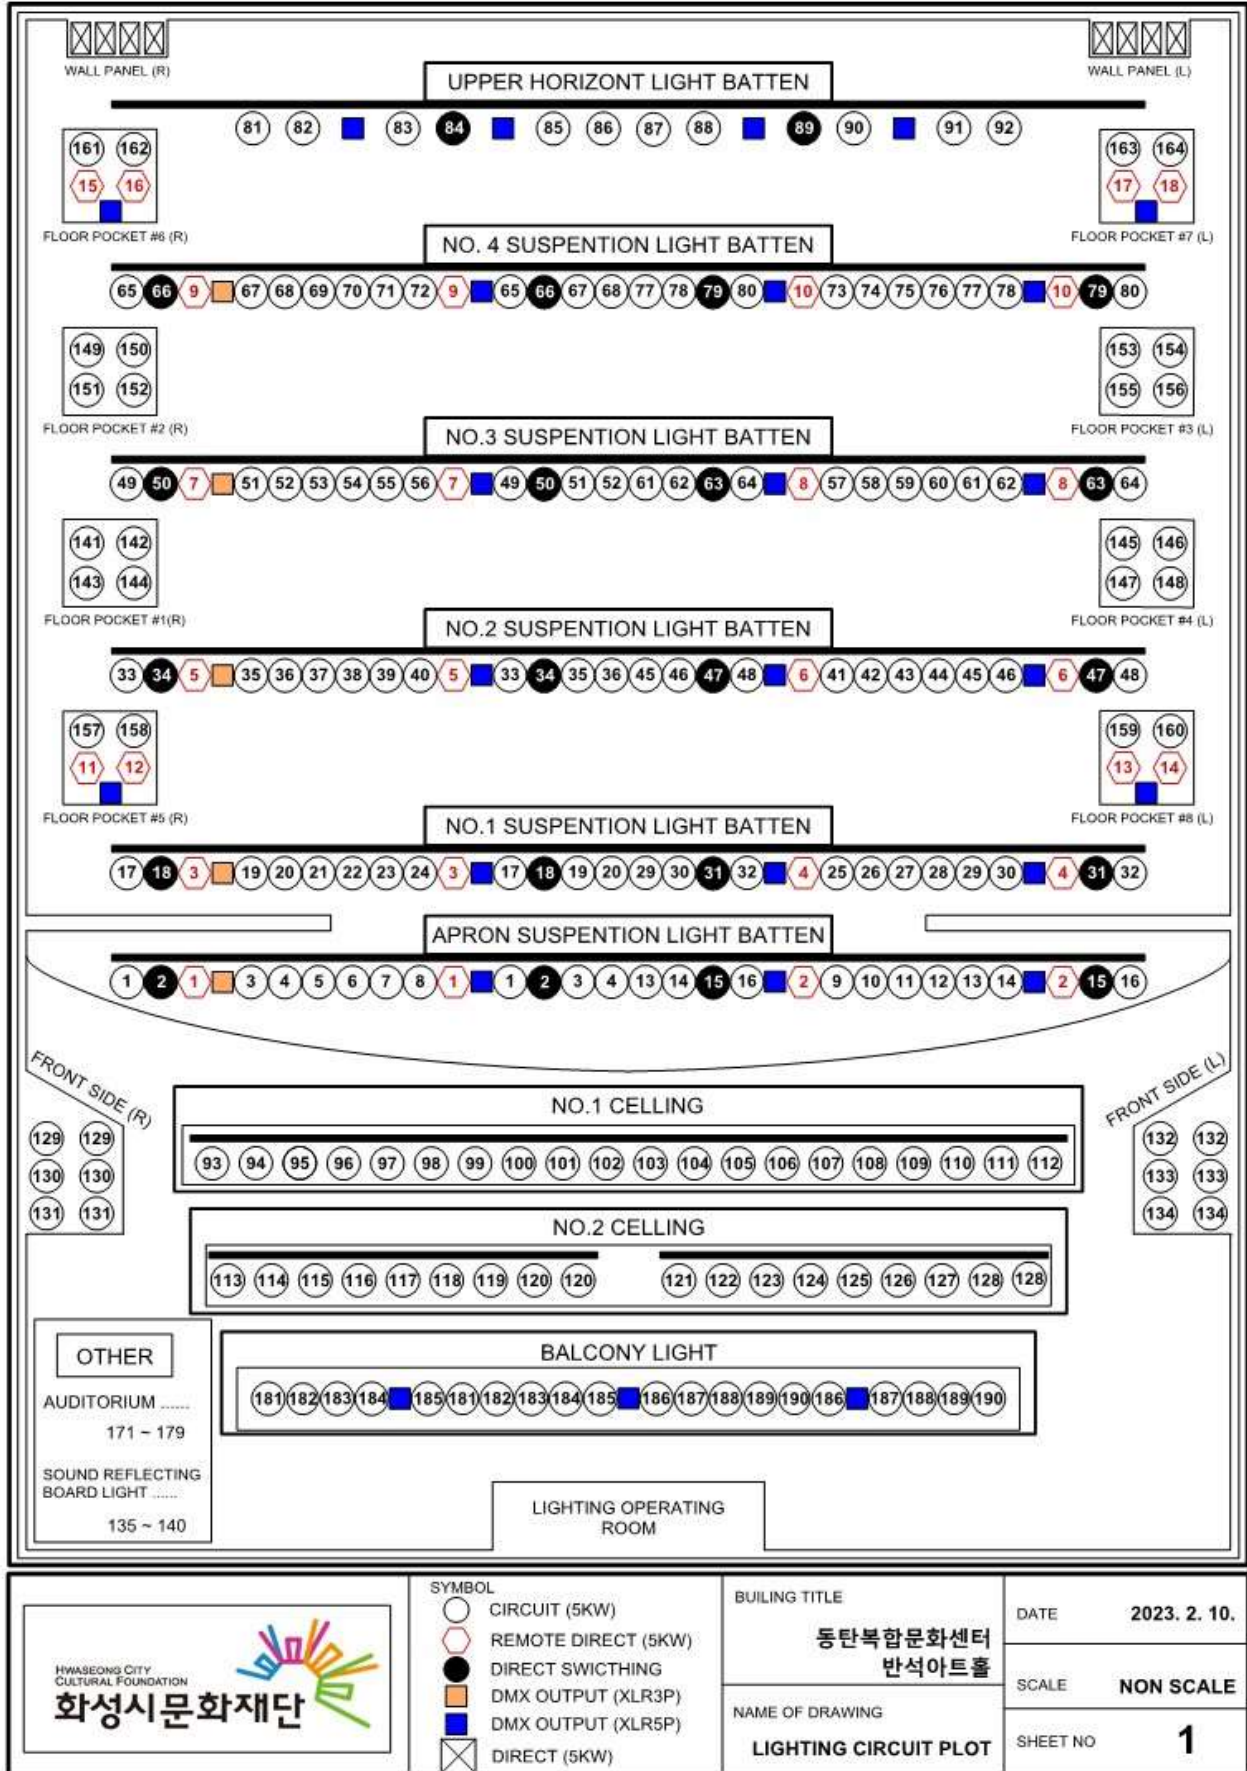 WALL PANEL (R)
WALL PANEL (L)
UPPER HORIZONT LIGHT BATTEN
81 82 83 84 85 86 87 88 89 90 91 92
161 162
15 16
FLOOR POCKET #6 (R)
163 164
17 18
FLOOR POCKET #7 (L)
NO. 4 SUSPENTION LIGHT BATTEN
65 66 9 67 68 69 70 71 72 9 65 66 67 68 77 78 79 80 10 73 74 75 76 77 78 10 79 80
149 150
151 152
FLOOR POCKET #2 (R)
153 154
155 156
FLOOR POCKET #3 (L)
NO.3 SUSPENTION LIGHT BATTEN
49 50 7 51 52 53 54 55 56 7 49 50 51 52 61 62 63 64 8 57 58 59 60 61 62 8 63 64
141 142
143 144
FLOOR POCKET #1(R)
145 146
147 148
FLOOR POCKET #4 (L)
NO.2 SUSPENTION LIGHT BATTEN
33 34 5 35 36 37 38 39 40 5 33 34 35 36 45 46 47 48 6 41 42 43 44 45 46 6 47 48
157 158
11 12
FLOOR POCKET #5 (R)
159 160
13 14
FLOOR POCKET #8 (L)
NO.1 SUSPENTION LIGHT BATTEN
17 18 3 19 20 21 22 23 24 3 17 18 19 20 29 30 31 32 4 25 26 27 28 29 30 4 31 32
APRON SUSPENTION LIGHT BATTEN
1 2 1 3 4 5 6 7 8 1 1 2 3 4 13 14 15 16 2 9 10 11 12 13 14 2 15 16
FRONT SIDE (R)
129 129
130 130
131 131
FRONT SIDE (L)
132 132
133 133
134 134
NO.1 CELLING
93 94 95 96 97 98 99 100 101 102 103 104 105 106 107 108 109 110 111 112
NO.2 CELLING
113 114 115 116 117 118 119 120 120 121 122 123 124 125 126 127 128 128
BALCONY LIGHT
181 182 183 184 185 181 182 183 184 185 186 187 188 189 190 186 187 188 189 190
OTHER
AUDITORIUM ......
171 ~ 179
SOUND REFLECTING
BOARD LIGHT ......
135 ~ 140
LIGHTING OPERATING
ROOM
HWASEONG CITY
CULTURAL FOUNDATION
화성시문화재단
SYMBOL
CIRCUIT (5KW)
REMOTE DIRECT (5KW)
DIRECT SWICTHING
DMX OUTPUT (XLR3P)
DMX OUTPUT (XLR5P)
DIRECT (5KW)
BUILING TITLE
동탄복합문화센터
반석아트홀
NAME OF DRAWING
LIGHTING CIRCUIT PLOT
DATE 2023. 2. 10.
SCALE NON SCALE
SHEET NO 1